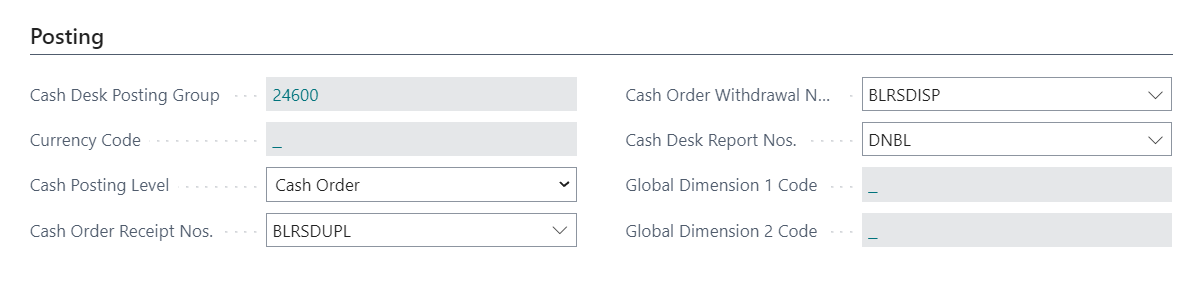 Posting
Cash Desk Posting Group
24600
Currency Code
_
Cash Posting Level
Cash Order
Cash Order Receipt Nos.
BLRSDUPL
Cash Order Withdrawal N...
BLRSDISP
Cash Desk Report Nos.
DNBL
Global Dimension 1 Code
_
Global Dimension 2 Code
_